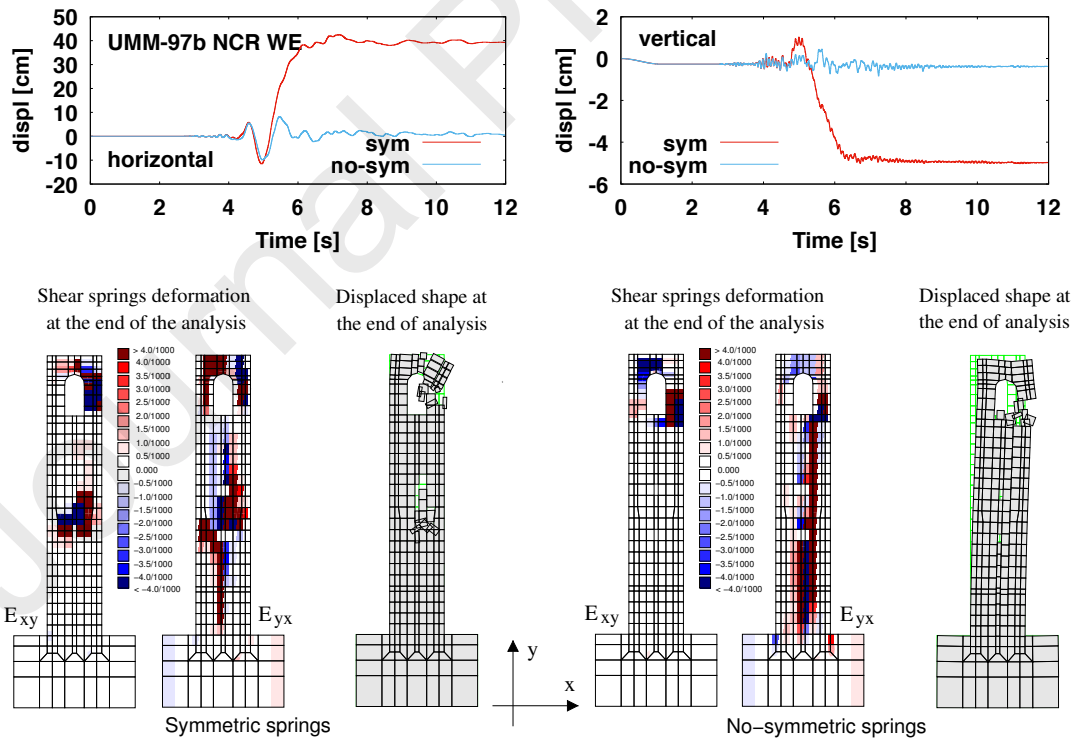 50
40
30
20
10
0
-10
-20
displ [cm]
UMM-97b NCR WE
horizontal
sym
no-sym
0 2 4 6 8 10 12
Time [s]
2
0
-2
-4
-6
displ [cm]
vertical
sym
no-sym
0 2 4 6 8 10 12
Time [s]
Shear springs deformation
at the end of the analysis
Displaced shape at
the end of analysis
> 4.0/1000
4.0/1000
3.5/1000
3.0/1000
2.5/1000
2.0/1000
1.5/1000
1.0/1000
0.5/1000
0.000
−0.5/1000
−1.0/1000
−1.5/1000
−2.0/1000
−2.5/1000
−3.0/1000
−3.5/1000
−4.0/1000
< −4.0/1000
E xy
E yx
Symmetric springs
y
x
Shear springs deformation
at the end of the analysis
Displaced shape at
the end of analysis
> 4.0/1000
4.0/1000
3.5/1000
3.0/1000
2.5/1000
2.0/1000
1.5/1000
1.0/1000
0.5/1000
0.000
−0.5/1000
−1.0/1000
−1.5/1000
−2.0/1000
−2.5/1000
−3.0/1000
−3.5/1000
−4.0/1000
< −4.0/1000
E xy
E yx
No−symmetric springs